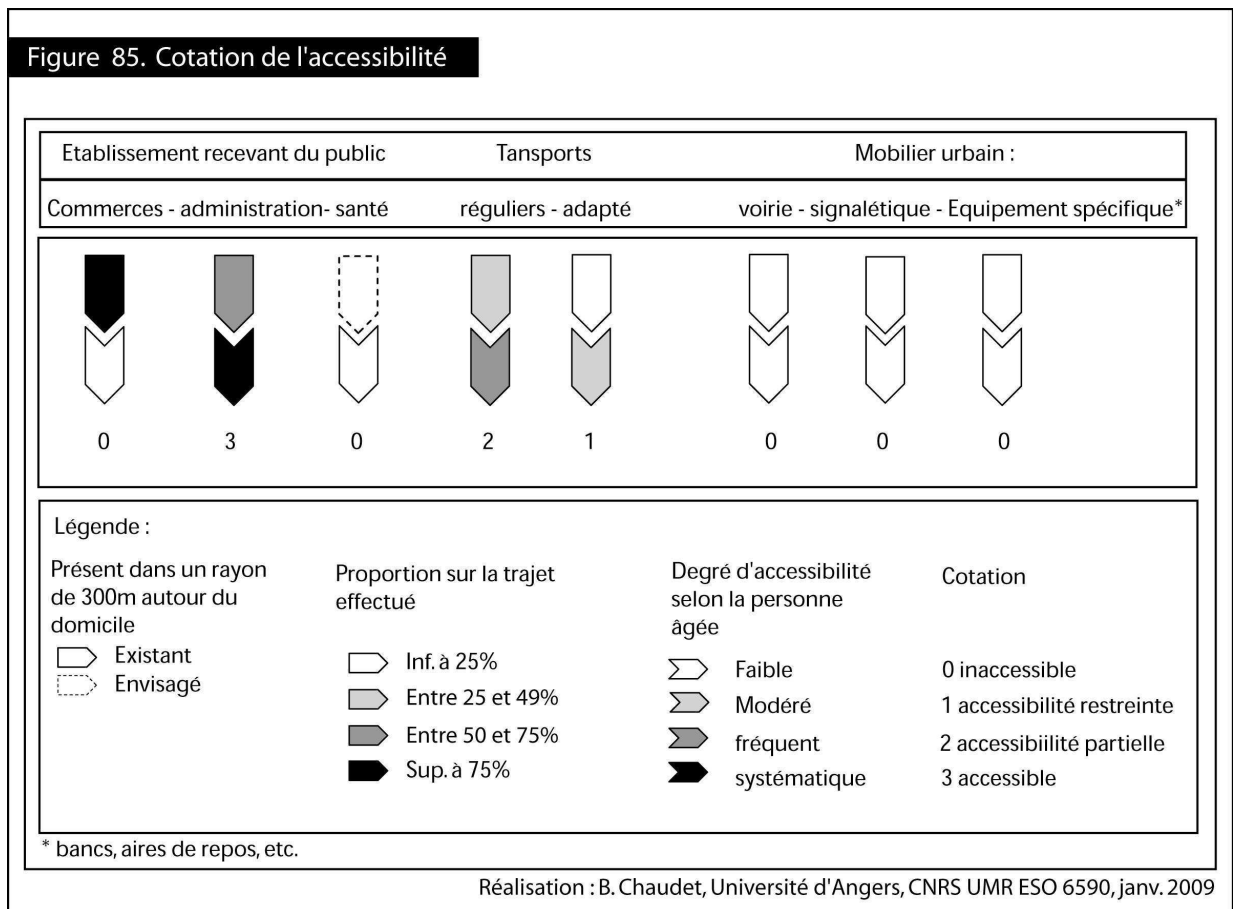 Figure 85. Cotation de l'accessibilité
Etablissement recevant du public Tansports Mobilier urbain :
Commerces - administration- santé réguliers - adapté voirie - signalétique - Equipement spécifique*
0 3 0 2 1 0 0 0
Légende :
Présent dans un rayon
de 300m autour du
domicile
Existant
Envisagé
Proportion sur la trajet
effectué
Inf. à 25%
Entre 25 et 49%
Entre 50 et 75%
Sup. à 75%
Degré d'accessibilité
selon la personne
âgée
Faible
Modéré
fréquent
systématique
Cotation
0 inaccessible
1 accessibilité restreinte
2 accessibiilité partielle
3 accessible
* bancs, aires de repos, etc.
Réalisation : B. Chaudet, Université d'Angers, CNRS UMR ESO 6590, janv. 2009